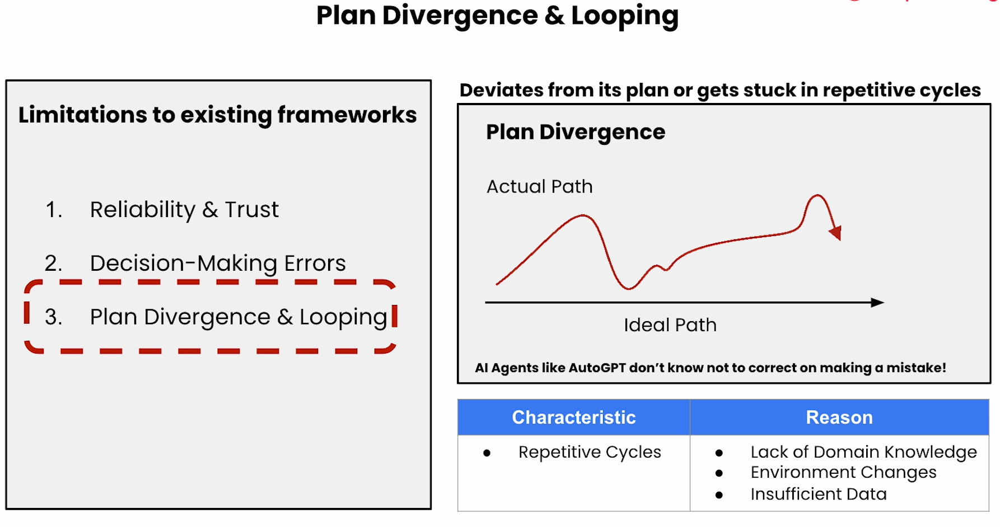 Plan Divergence & Looping
Limitations to existing frameworks
1. Reliability & Trust
2. Decision-Making Errors
3. Plan Divergence & Looping
Deviates from its plan or gets stuck in repetitive cycles
Plan Divergence
Actual Path
Ideal Path
AI Agents like AutoGPT don’t know not to correct on making a mistake!
Characteristic
Reason
● Repetitive Cycles
● Lack of Domain Knowledge
● Environment Changes
● Insufficient Data